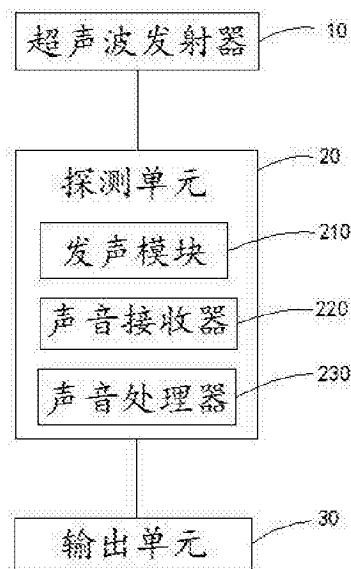 超声波发射器
10
20
探测单元
发声模块
210
声音接收器
220
声音处理器
230
输出单元
30